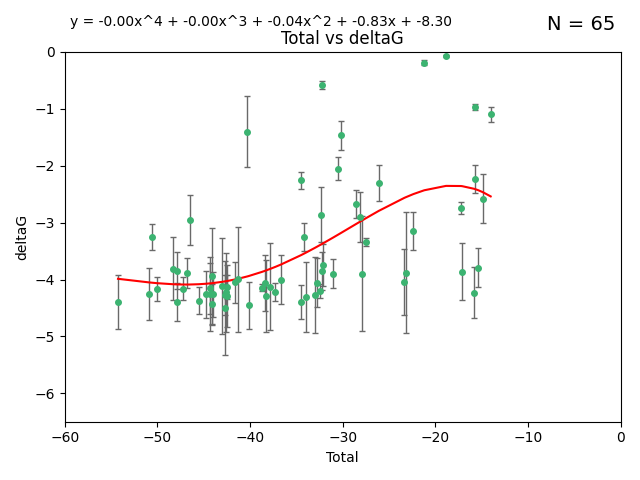 y = -0.00x^4 + -0.00x^3 + -0.04x^2 + -0.83x + -8.30
N = 65
Total vs deltaG
0
−1
−2
−3
−4
−5
−6
deltaG
−60 −50 −40 −30 −20 −10 0
Total